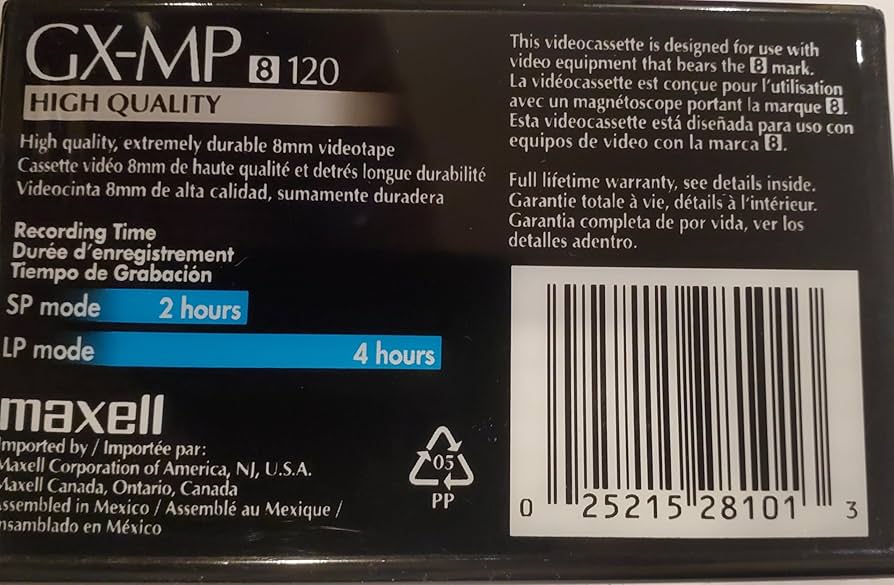 GX-MP 8 120
HIGH QUALITY
High quality, extremely durable 8mm videotape
Cassette vidéo 8mm de haute qualité et detrés longue durabilité
Videocinta 8mm de alta calidad, sumamente duradera
Recording Time
Durée d'enregistrement
Tiempo de Grabación
SP mode 2 hours
LP mode 4 hours
maxell
Imported by / Importée par:
Maxell Corporation of America, NJ, U.S.A.
Maxell Canada, Ontario, Canada
Assembled in Mexico / Assemblé au Mexique /
Ensamblado en México
05
PP
This videocassette is designed for use with
video equipment that bears the 8 mark.
La vidéocassette est conçue pour l'utilisation
avec un magnétoscope portant la marque 8.
Esta videocassette está diseñada para uso con
equipos de video con la marca 8.
Full lifetime warranty, see details inside.
Garantie totale à vie, détails à l'intérieur.
Garantia completa de por vida, ver los
detalles adentro.
0 25215 28101 3